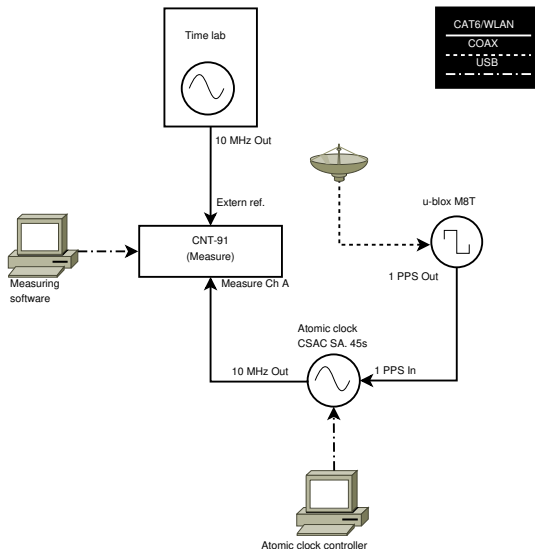 Time lab
CAT6/WLAN
COAX
USB
10 MHz Out
Extern ref.
u-blox M8T
CNT-91
(Measure)
Measuring
software
Measure Ch A
1 PPS Out
Atomic clock
CSAC SA. 45s
10 MHz Out
1 PPS In
Atomic clock controller